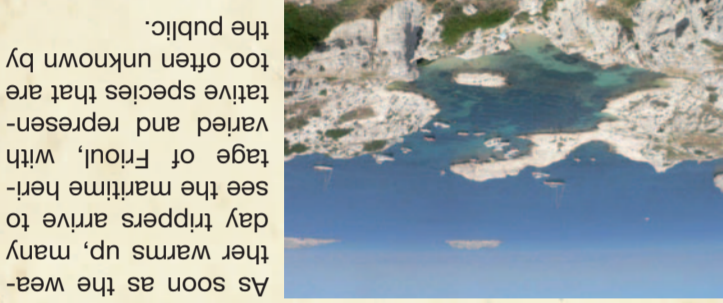 As soon as the wea-
ther warms up, many
day trippers arrive to
see the maritime heri-
tage of Frioul, with
varied and represen-
tative species that are
too often unknown by
the public.